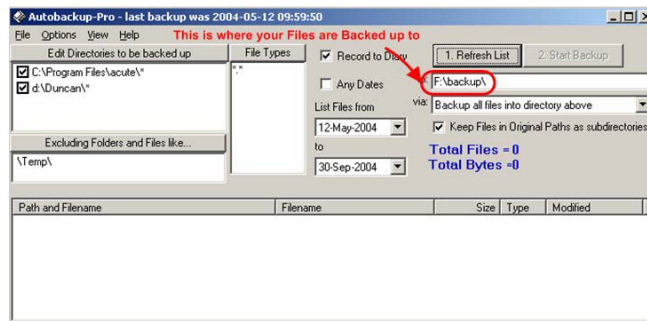 Autobackup-Pro - last backup was 2004-05-12 09:59:50
File Options View Help
This is where your Files are Backed up to
Edit Directories to be backed up
C:\Program Files\acute\*
d:\Duncan\*
Excluding Folders and Files like...
\Temp\
File Types
*.*
Record to Diary
Any Dates
List Files from
12-May-2004
to
30-Sep-2004
1. Refresh List
2. Start Backup
F:\backup\
via: Backup all files into directory above
Keep Files in Original Paths as subdirectories
Total Files = 0
Total Bytes =0
Path and Filename Filename Size Type Modified